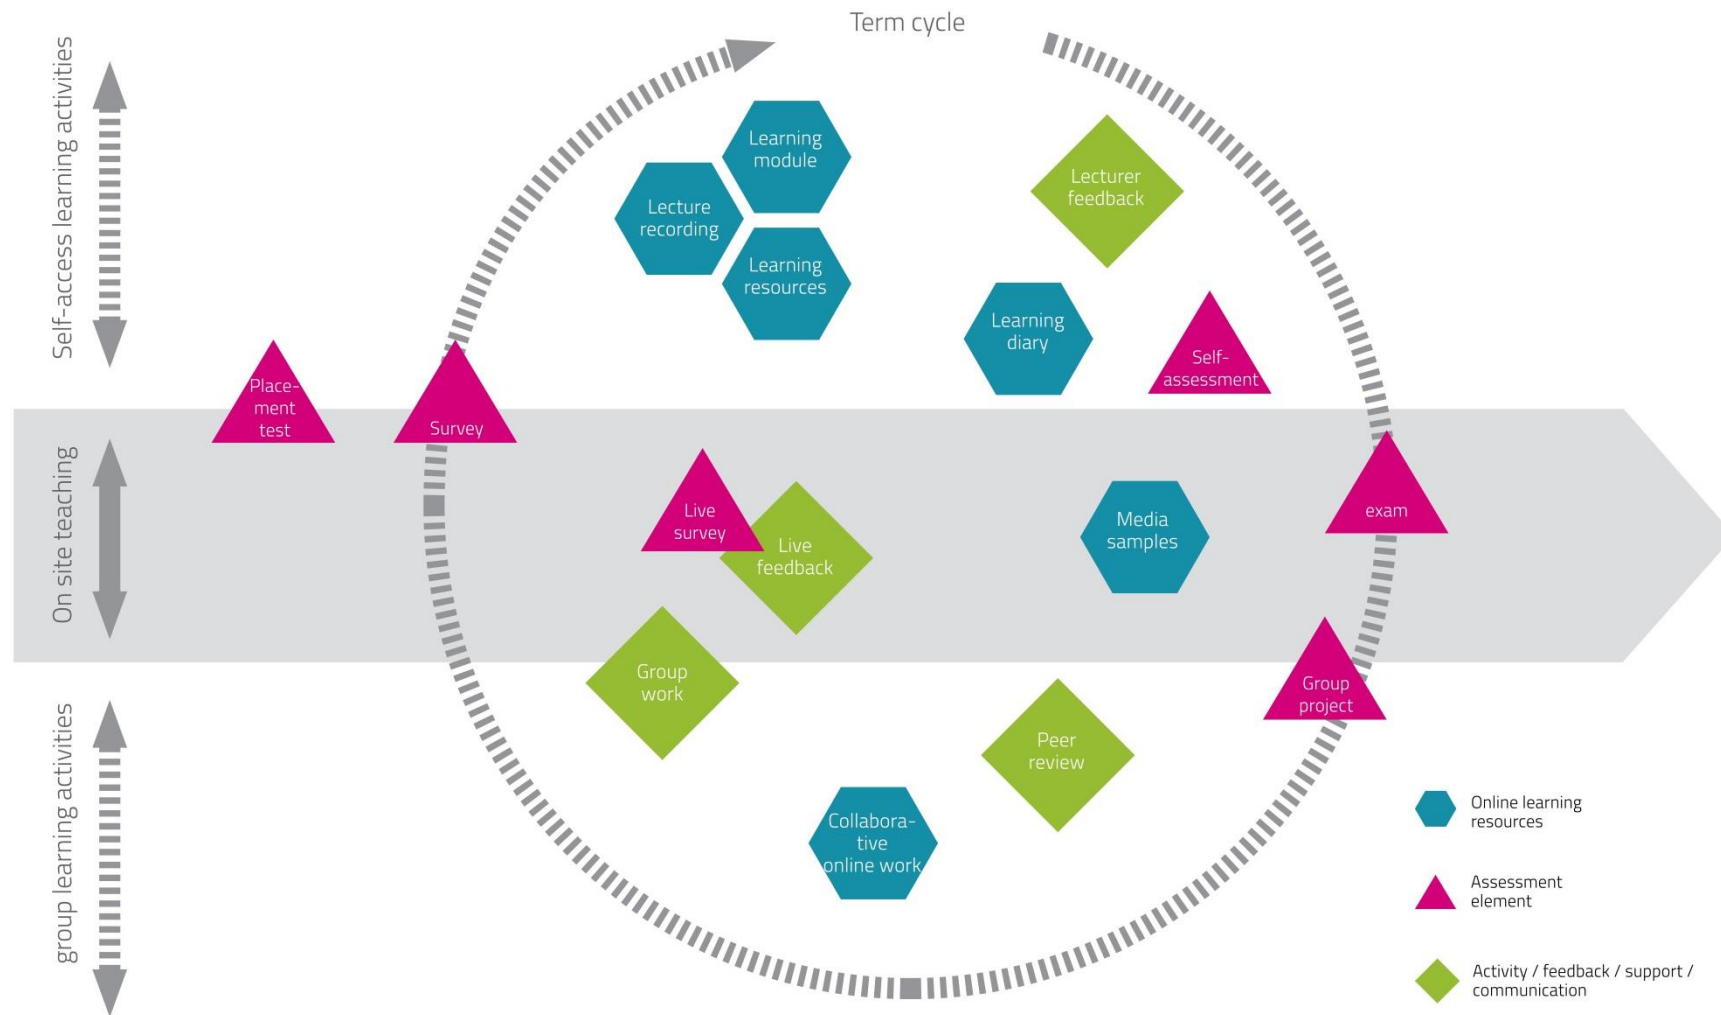 Term cycle
Self-access learning activities
On site teaching
group learning activities
Learning
module
Lecture
recording
Learning
resources
Lecturer
feedback
Learning
diary
Self-
assessment
Place-
ment
test
Survey
Live
survey
Live
feedback
Media
samples
exam
Group
work
Group
project
Peer
review
Collabora-
tive
online work
Online learning
resources
Assessment
element
Activity / feedback / support /
communication